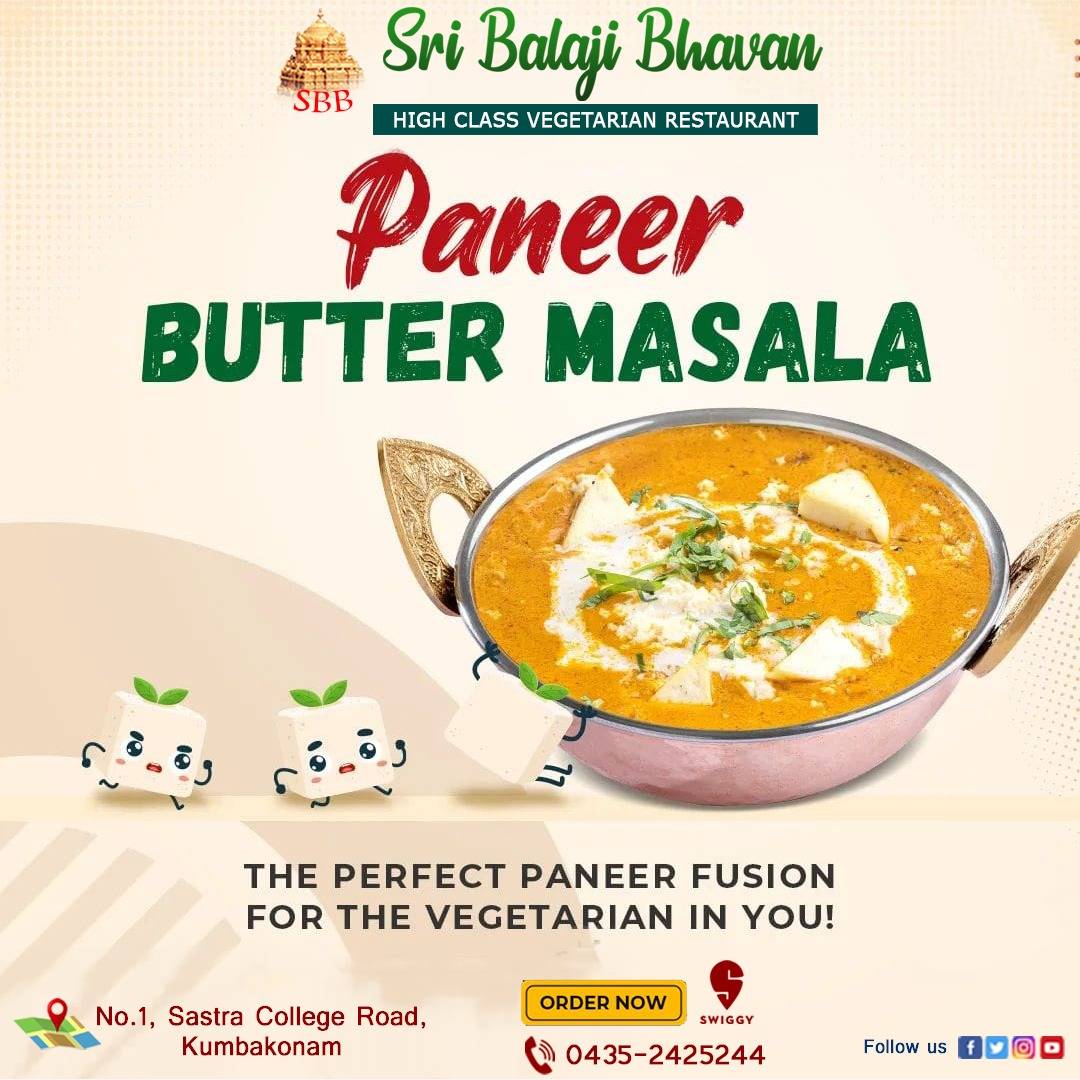 Sri Balaji Bhavan
SBB
HIGH CLASS VEGETARIAN RESTAURANT
Paneer
BUTTER MASALA
THE PERFECT PANEER FUSION
FOR THE VEGETARIAN IN YOU!
No.1, Sastra College Road,
Kumbakonam
ORDER NOW
SWIGGY
0435-2425244
Follow us